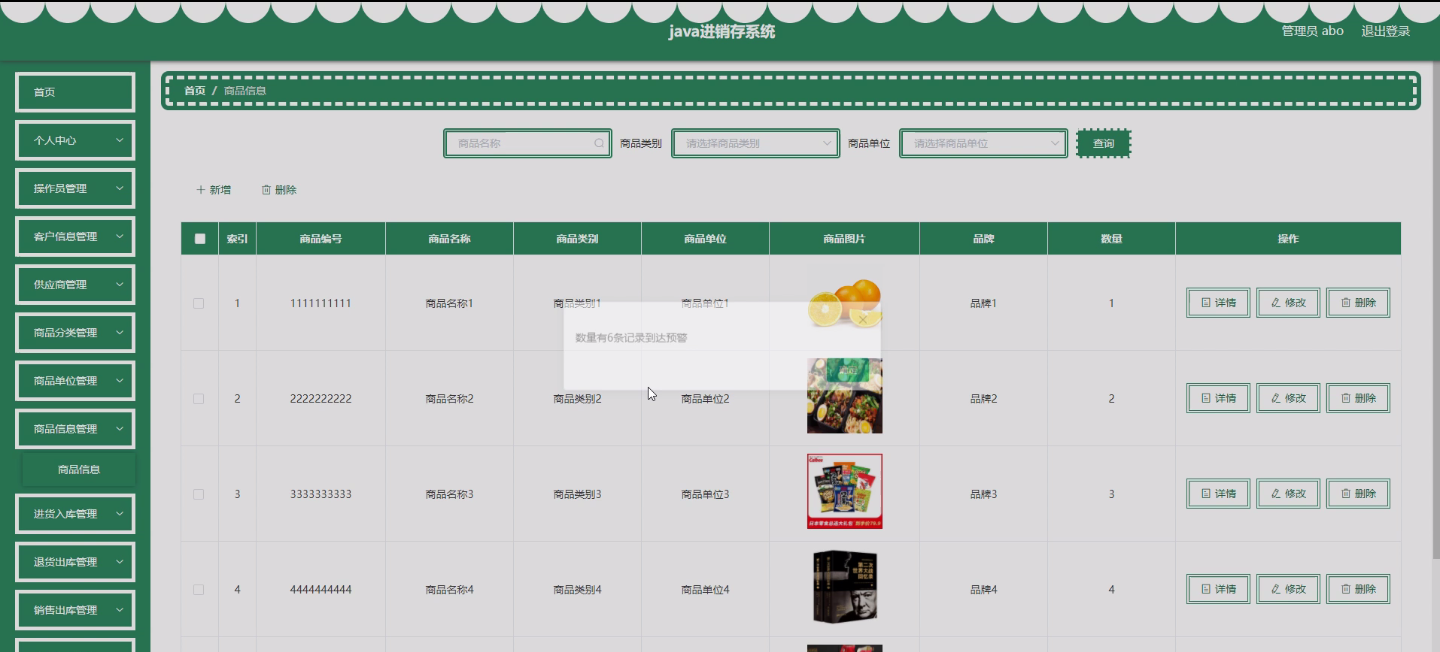 java进销存系统
管理员 abo 退出登录
首页
个人中心
操作员管理
客户信息管理
供应商管理
商品分类管理
商品单位管理
商品信息管理
商品信息
进货入库管理
退货出库管理
销售出库管理
首页 / 商品信息
商品名称 商品类别 请选择商品类别 商品单位 请选择商品单位 查询
新增 删除
索引 商品编号 商品名称 商品类别 商品单位 商品图片 品牌 数量 操作
1 1111111111 商品名称1 商品类别1 商品单位1 品牌1 1 详情 修改 删除
数量有6条记录到达预警
2 2222222222 商品名称2 商品类别2 商品单位2 品牌2 2 详情 修改 删除
3 3333333333 商品名称3 商品类别3 商品单位3 品牌3 3 详情 修改 删除
4 4444444444 商品名称4 商品类别4 商品单位4 品牌4 4 详情 修改 删除
第二次
世界大战
回忆录